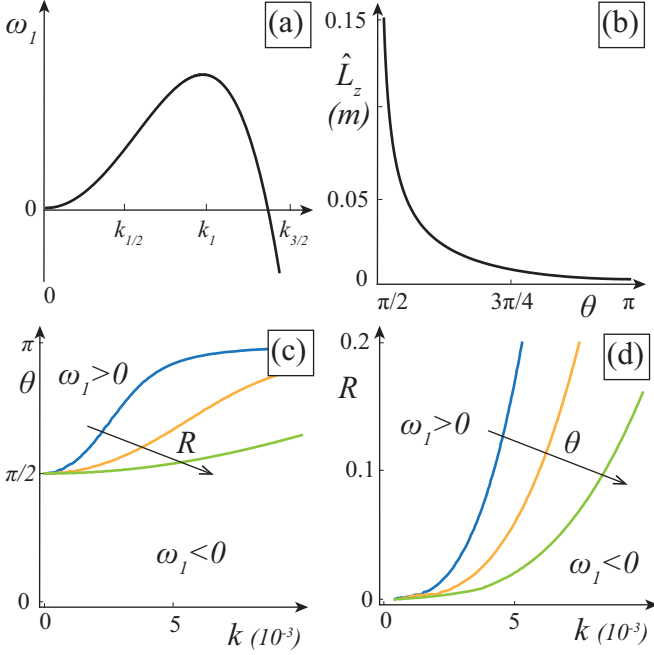 (a)
ω₁
0
k₁/₂
k₁
k₃/₂
0
(b)
0.15
L̂z
(m)
0.05
0
π/2
3π/4
θ
π
(c)
π
θ
ω₁>0
R
π/2
ω₁<0
0
0
5
k (10⁻³)
(d)
0.2
R
ω₁>0
θ
0.1
ω₁<0
0
0
5
k (10⁻³)